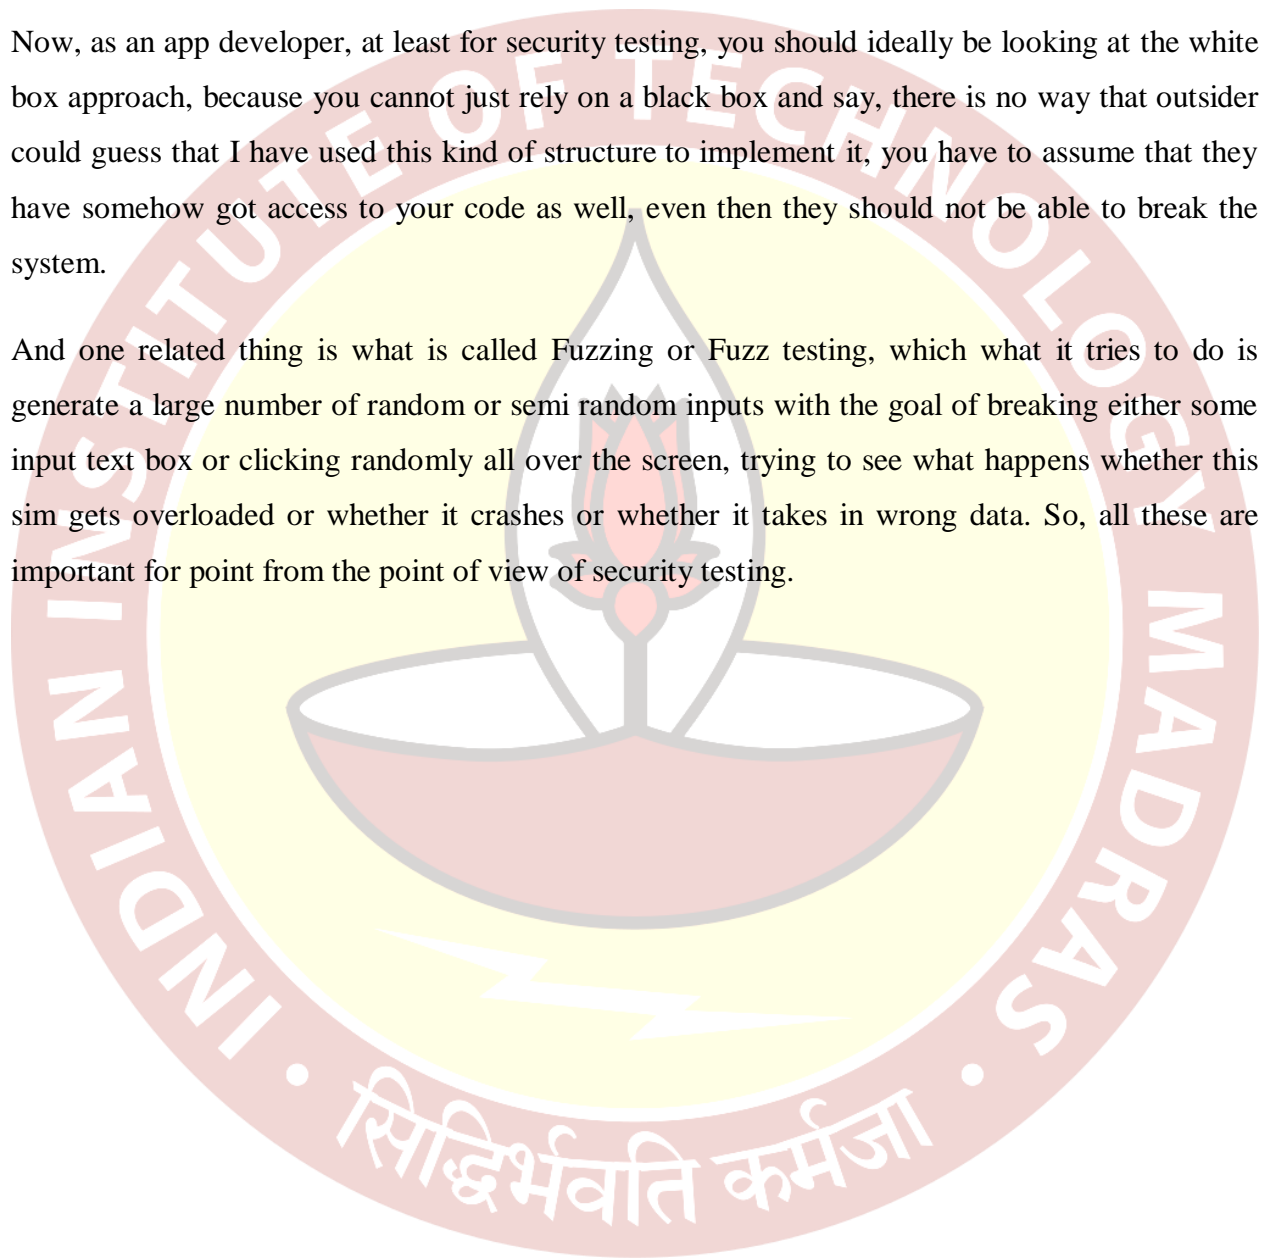 Now, as an app developer, at least for security testing, you should ideally be looking at the white
box approach, because you cannot just rely on a black box and say, there is no way that outsider
could guess that I have used this kind of structure to implement it, you have to assume that they
have somehow got access to your code as well, even then they should not be able to break the
system.
And one related thing is what is called Fuzzing or Fuzz testing, which what it tries to do is
generate a large number of random or semi random inputs with the goal of breaking either some
input text box or clicking randomly all over the screen, trying to see what happens whether this
sim gets overloaded or whether it crashes or whether it takes in wrong data. So, all these are
important for point from the point of view of security testing.
INDIAN INSTITUTE OF TECHNOLOGY MADRAS
सिद्धिर्भवति कर्मजा